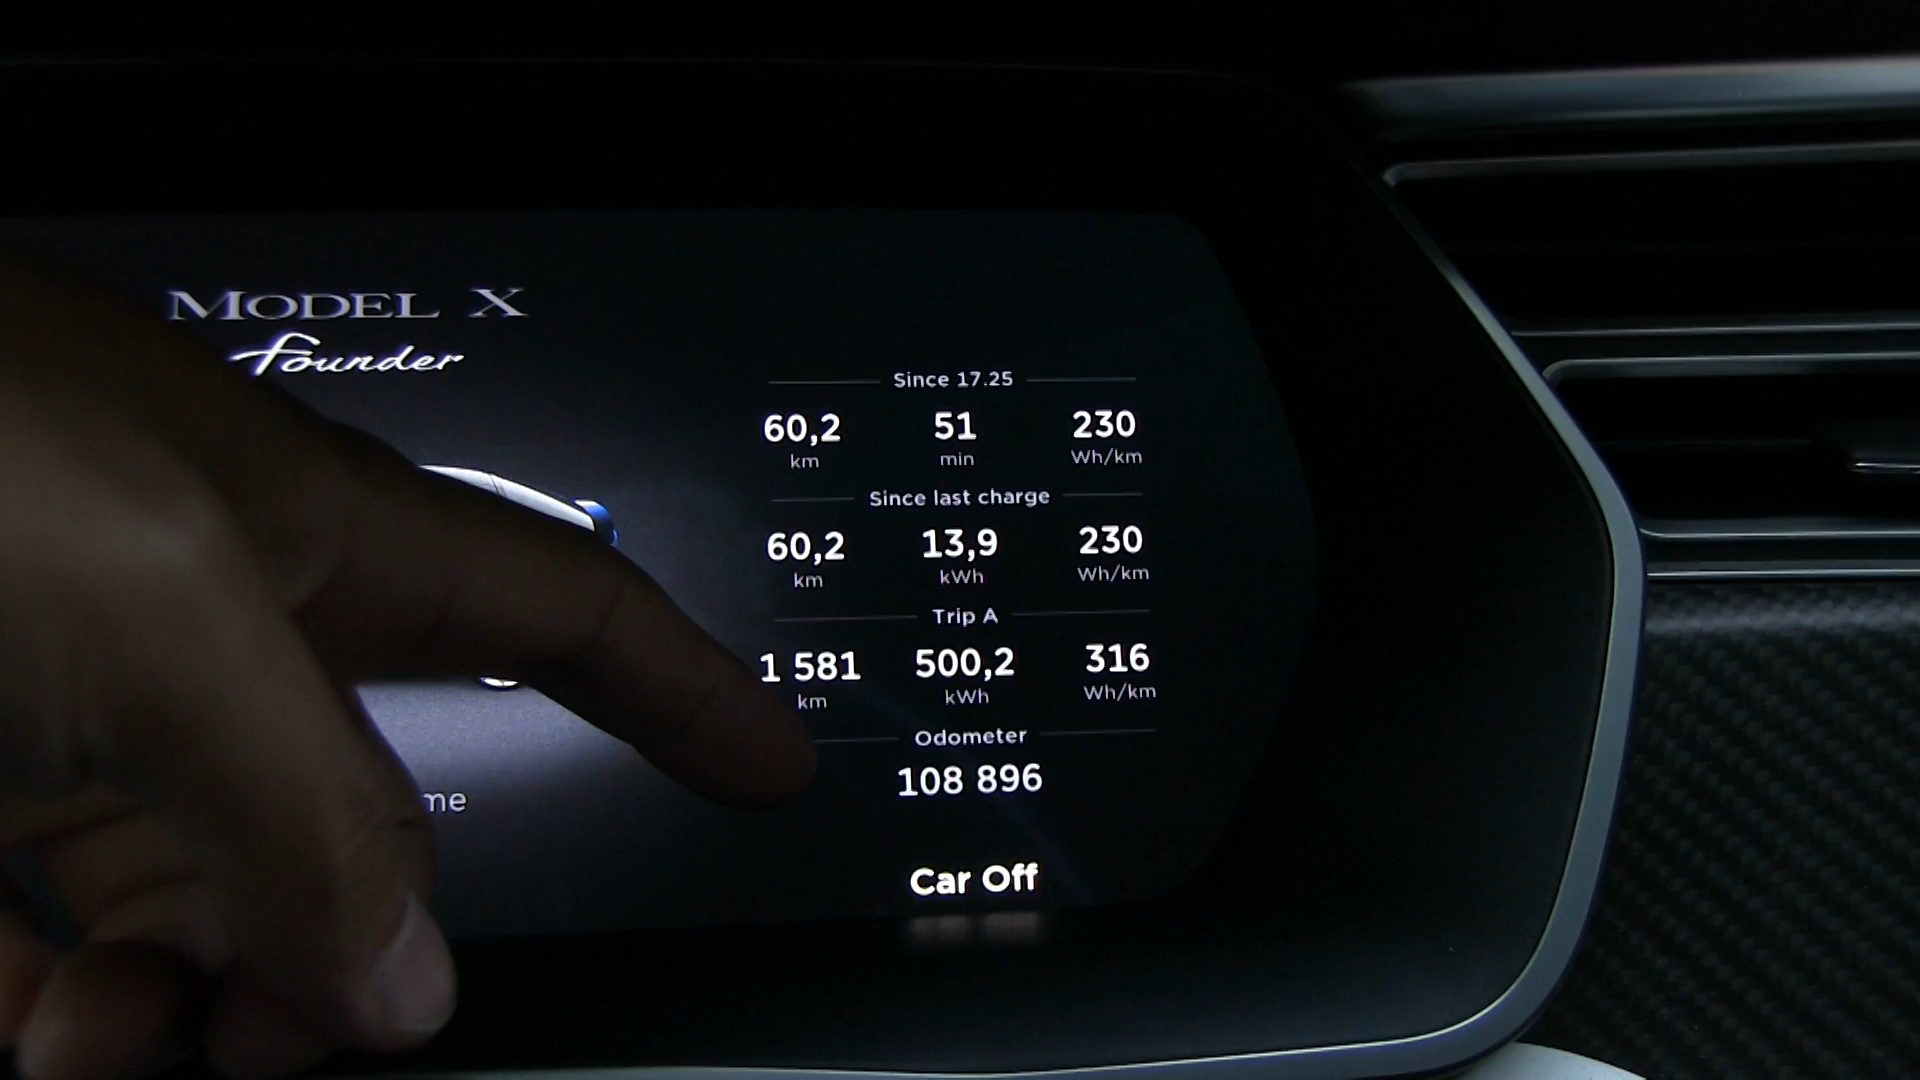 MODEL X
Founder
Since 17.25
60,2 51 230
km min Wh/km
Since last charge
60,2 13,9 230
km kWh Wh/km
Trip A
1 581 500,2 316
km kWh Wh/km
Odometer
108 896
Car Off